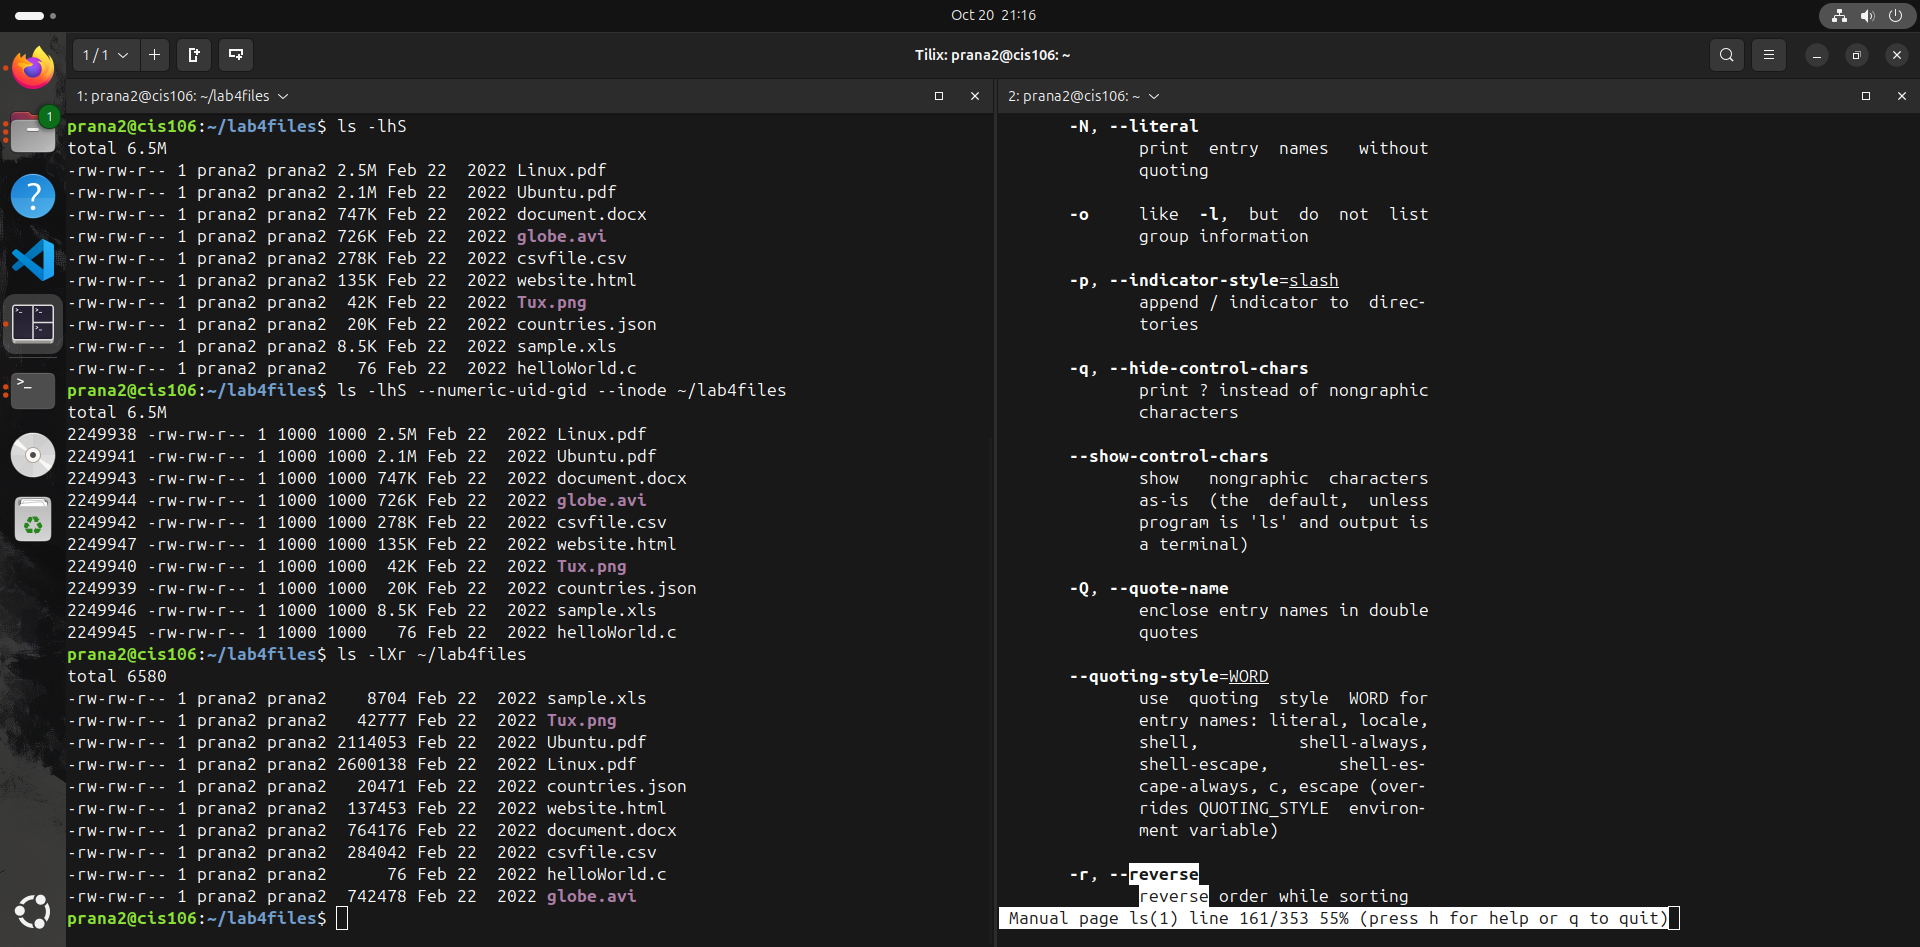 Oct 20 21:16
1 / 1
Tilix: prana2@cis106: ~
1: prana2@cis106: ~/lab4files
prana2@cis106:~/lab4files$ ls -lhS
total 6.5M
-rw-rw-r-- 1 prana2 prana2 2.5M Feb 22  2022 Linux.pdf
-rw-rw-r-- 1 prana2 prana2 2.1M Feb 22  2022 Ubuntu.pdf
-rw-rw-r-- 1 prana2 prana2 747K Feb 22  2022 document.docx
-rw-rw-r-- 1 prana2 prana2 726K Feb 22  2022 globe.avi
-rw-rw-r-- 1 prana2 prana2 278K Feb 22  2022 csvfile.csv
-rw-rw-r-- 1 prana2 prana2 135K Feb 22  2022 website.html
-rw-rw-r-- 1 prana2 prana2  42K Feb 22  2022 Tux.png
-rw-rw-r-- 1 prana2 prana2  20K Feb 22  2022 countries.json
-rw-rw-r-- 1 prana2 prana2 8.5K Feb 22  2022 sample.xls
-rw-rw-r-- 1 prana2 prana2   76 Feb 22  2022 helloWorld.c
prana2@cis106:~/lab4files$ ls -lhS --numeric-uid-gid --inode ~/lab4files
total 6.5M
2249938 -rw-rw-r-- 1 1000 1000 2.5M Feb 22  2022 Linux.pdf
2249941 -rw-rw-r-- 1 1000 1000 2.1M Feb 22  2022 Ubuntu.pdf
2249943 -rw-rw-r-- 1 1000 1000 747K Feb 22  2022 document.docx
2249944 -rw-rw-r-- 1 1000 1000 726K Feb 22  2022 globe.avi
2249942 -rw-rw-r-- 1 1000 1000 278K Feb 22  2022 csvfile.csv
2249947 -rw-rw-r-- 1 1000 1000 135K Feb 22  2022 website.html
2249940 -rw-rw-r-- 1 1000 1000  42K Feb 22  2022 Tux.png
2249939 -rw-rw-r-- 1 1000 1000  20K Feb 22  2022 countries.json
2249946 -rw-rw-r-- 1 1000 1000 8.5K Feb 22  2022 sample.xls
2249945 -rw-rw-r-- 1 1000 1000   76 Feb 22  2022 helloWorld.c
prana2@cis106:~/lab4files$ ls -lXr ~/lab4files
total 6580
-rw-rw-r-- 1 prana2 prana2    8704 Feb 22  2022 sample.xls
-rw-rw-r-- 1 prana2 prana2   42777 Feb 22  2022 Tux.png
-rw-rw-r-- 1 prana2 prana2 2114053 Feb 22  2022 Ubuntu.pdf
-rw-rw-r-- 1 prana2 prana2 2600138 Feb 22  2022 Linux.pdf
-rw-rw-r-- 1 prana2 prana2   20471 Feb 22  2022 countries.json
-rw-rw-r-- 1 prana2 prana2  137453 Feb 22  2022 website.html
-rw-rw-r-- 1 prana2 prana2  764176 Feb 22  2022 document.docx
-rw-rw-r-- 1 prana2 prana2  284042 Feb 22  2022 csvfile.csv
-rw-rw-r-- 1 prana2 prana2      76 Feb 22  2022 helloWorld.c
-rw-rw-r-- 1 prana2 prana2  742478 Feb 22  2022 globe.avi
prana2@cis106:~/lab4files$
2: prana2@cis106: ~
-N, --literal
print entry names without
quoting
-o like -l, but do not list
group information
-p, --indicator-style=slash
append / indicator to direc-
tories
-q, --hide-control-chars
print ? instead of nongraphic
characters
--show-control-chars
show nongraphic characters
as-is (the default, unless
program is 'ls' and output is
a terminal)
-Q, --quote-name
enclose entry names in double
quotes
--quoting-style=WORD
use quoting style WORD for
entry names: literal, locale,
shell, shell-always,
shell-escape, shell-es-
cape-always, c, escape (over-
rides QUOTING_STYLE environ-
ment variable)
-r, --reverse
reverse order while sorting
Manual page ls(1) line 161/353 55% (press h for help or q to quit)
1
?
>_